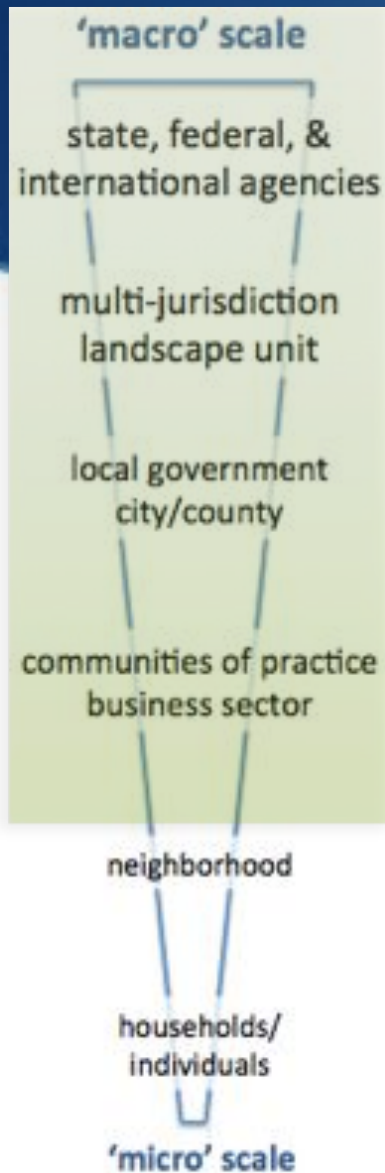 ‘macro’ scale
state, federal, &
international agencies
multi-jurisdiction
landscape unit
local government
city/county
communities of practice
business sector
neighborhood
households/
individuals
‘micro’ scale